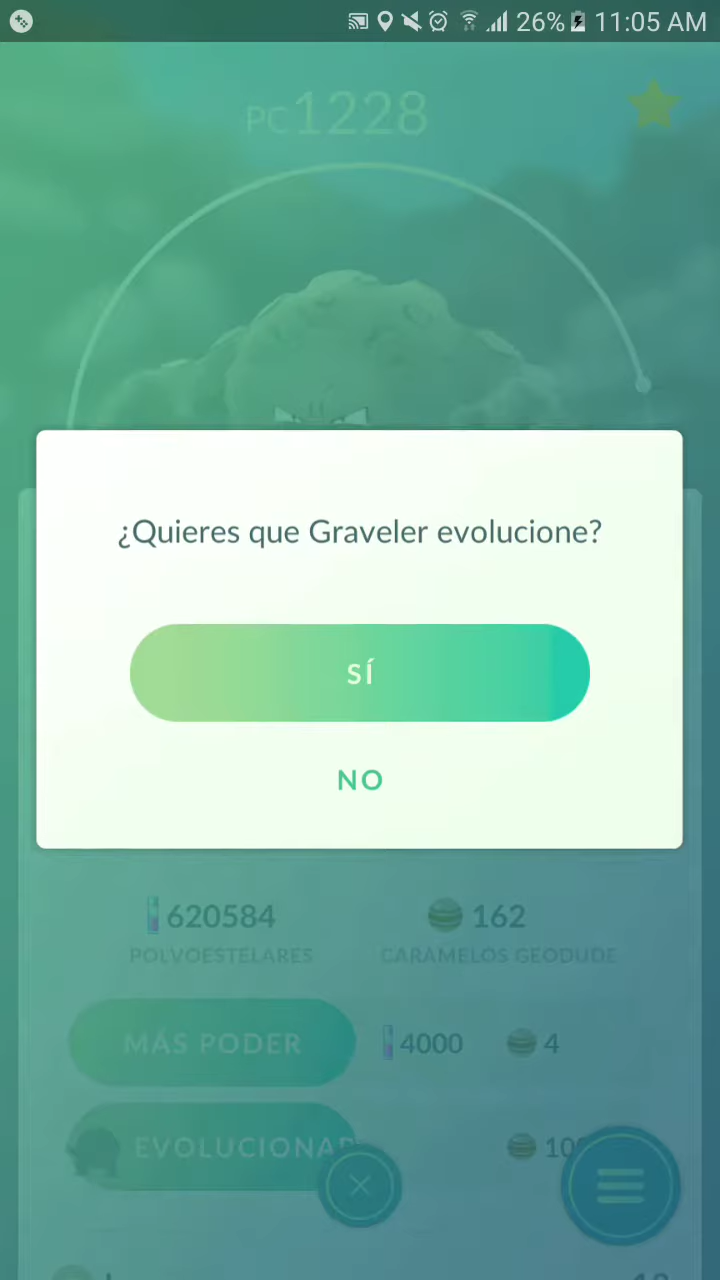 26% 11:05 AM
PC1228
¿Quieres que Graveler evolucione?
SÍ
NO
620584 162
POLVOESTELARES CARAMELOS GEODUDE
MÁS PODER 4000 4
EVOLUCIONAR